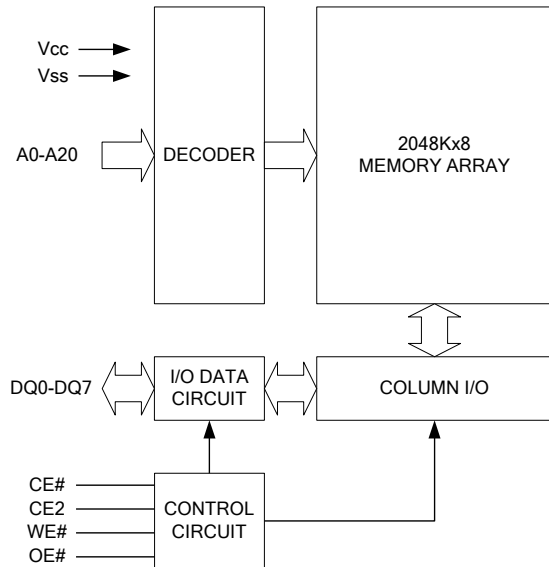 Vcc
Vss
A0-A20
DECODER
2048Kx8
MEMORY ARRAY
DQ0-DQ7
I/O DATA
CIRCUIT
COLUMN I/O
CE#
CE2
WE#
OE#
CONTROL
CIRCUIT